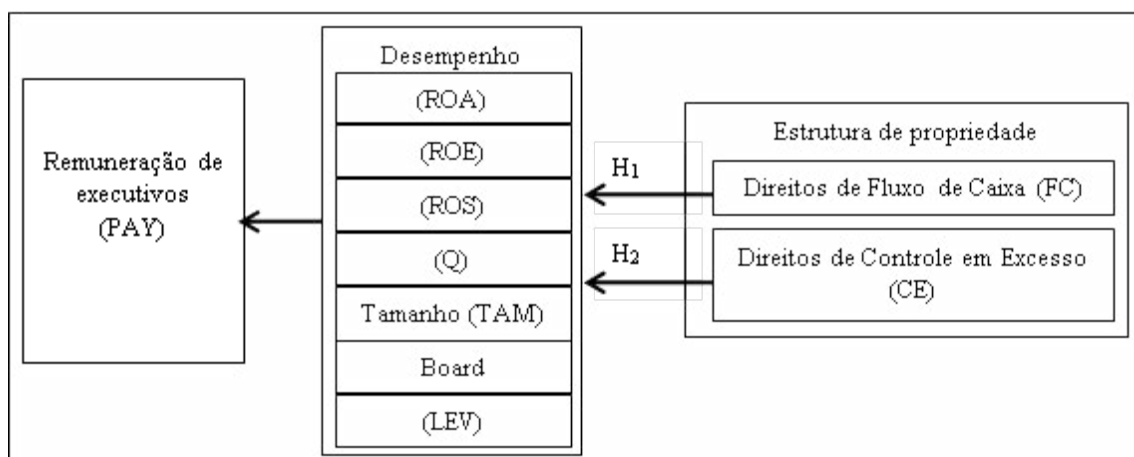 Remuneração de
executivos
(PAY)
Desempenho
(ROA)
(ROE)
(ROS)
(Q)
Tamanho (TAM)
Board
(LEV)
H1
H2
Estrutura de propriedade
Direitos de Fluxo de Caixa (FC)
Direitos de Controle em Excesso
(CE)